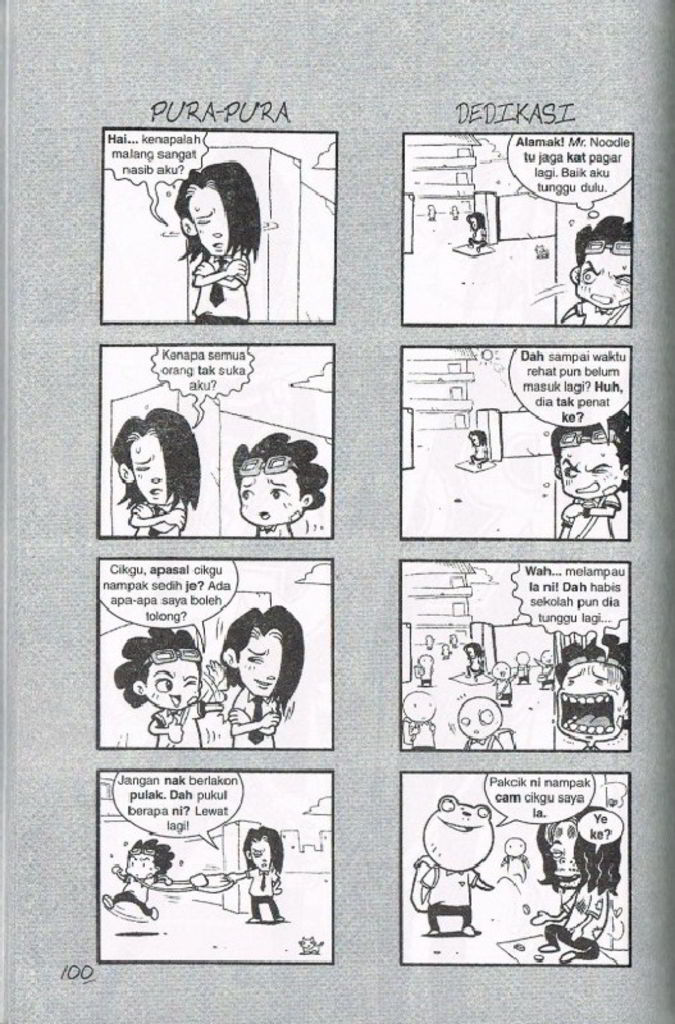 PURA-PURA
Hai... kenapalah
malang sangat
nasib aku?
Kenapa semua
orang tak suka
aku?
Cikgu, apasal cikgu
nampak sedih je? Ada
apa-apa saya boleh
tolong?
Jangan nak berlakon
pulak. Dah pukul
berapa ni? Lewat
lagi!
DEDIKASI
Alamak! Mr. Noodle
tu jaga kat pagar
lagi. Baik aku
tunggu dulu.
Dah sampai waktu
rehat pun belum
masuk lagi? Huh,
dia tak penat
ke?
Wah... melampau
la ni! Dah habis
sekolah pun dia
tunggu lagi...
Pakcik ni nampak
cam cikgu saya
la.
Ye
ke?
100